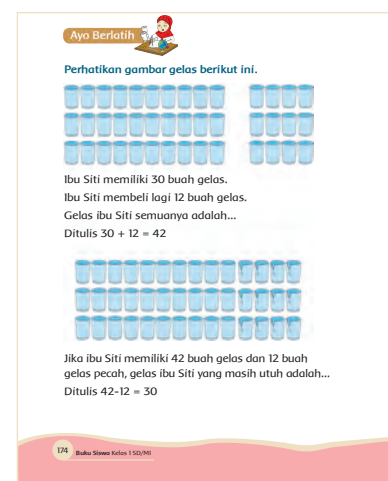 Ayo Berlatih
Perhatikan gambar gelas berikut ini.
Ibu Siti memiliki 30 buah gelas.
Ibu Siti membeli lagi 12 buah gelas.
Gelas ibu Siti semuanya adalah...
Ditulis 30 + 12 = 42
Jika ibu Siti memiliki 42 buah gelas dan 12 buah
gelas pecah, gelas ibu Siti yang masih utuh adalah...
Ditulis 42-12 = 30
174 Buku Siswa Kelas 1 SD/MI